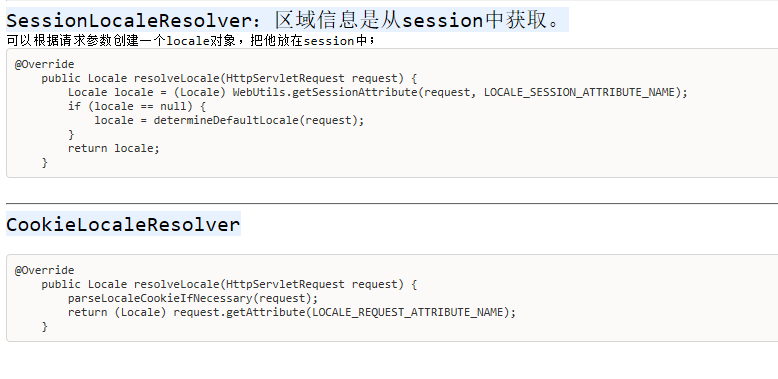 SessionLocaleResolver：区域信息是从session中获取。
可以根据请求参数创建一个locale对象，把他放在session中；
@Override
    public Locale resolveLocale(HttpServletRequest request) {
        Locale locale = (Locale) WebUtils.getSessionAttribute(request, LOCALE_SESSION_ATTRIBUTE_NAME);
        if (locale == null) {
            locale = determineDefaultLocale(request);
        }
        return locale;
    }
CookieLocaleResolver
@Override
    public Locale resolveLocale(HttpServletRequest request) {
        parseLocaleCookieIfNecessary(request);
        return (Locale) request.getAttribute(LOCALE_REQUEST_ATTRIBUTE_NAME);
    }